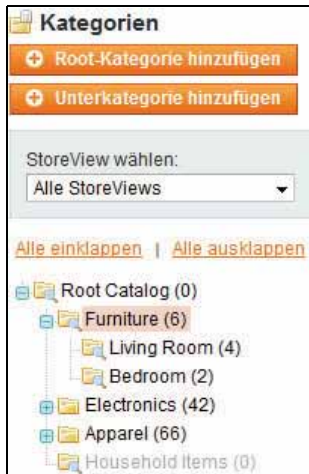 Kategorien
Root-Kategorie hinzufügen
Unterkategorie hinzufügen
StoreView wählen:
Alle StoreViews
Alle einklappen | Alle ausklappen
Root Catalog (0)
Furniture (6)
Living Room (4)
Bedroom (2)
Electronics (42)
Apparel (66)
Household Items (0)